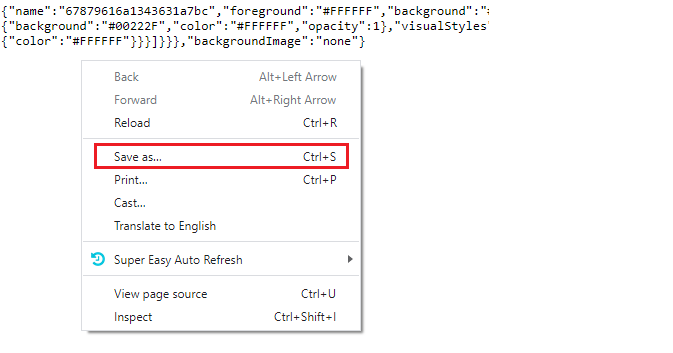 {"name":"67879616a1343631a7bc","foreground":"#FFFFFF","background":"#
{"background":"#00222F","color":"#FFFFFF","opacity":1},"visualStyles"
{"color":"#FFFFFF"}}}]}}},"backgroundImage":"none"}
Back Alt+Left Arrow
Forward Alt+Right Arrow
Reload Ctrl+R
Save as... Ctrl+S
Print... Ctrl+P
Cast...
Translate to English
Super Easy Auto Refresh
View page source Ctrl+U
Inspect Ctrl+Shift+I